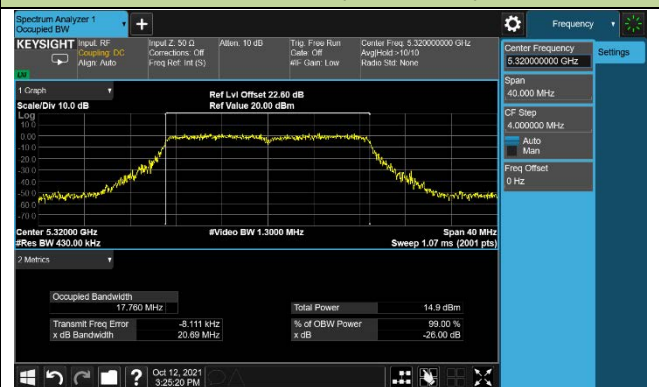 Spectrum Analyzer 1
Occupied BW
+
Frequency
KEYSIGHT Input: RF Input Z: 50 Ω Atten: 10 dB Trig: Free Run Center Freq: 5.320000000 GHz
Coupling: DC Corrections: Off Gate: Off Avg|Hold:>10/10
Align: Auto Freq Ref: Int (S) #IF Gain: Low Radio Std: None
Center Frequency
5.320000000 GHz
Settings
Span
40.000 MHz
CF Step
4.000000 MHz
Auto
Man
Freq Offset
0 Hz
1 Graph
Ref Lvl Offset 22.60 dB
Scale/Div 10.0 dB Ref Value 20.00 dBm
Log
10.0
0.00
-10.0
-20.0
-30.0
-40.0
-50.0
-60.0
-70.0
Center 5.32000 GHz #Video BW 1.3000 MHz Span 40 MHz
#Res BW 430.00 kHz Sweep 1.07 ms (2001 pts)
2 Metrics
Occupied Bandwidth
17.760 MHz Total Power 14.9 dBm
Transmit Freq Error -8.111 kHz % of OBW Power 99.00 %
x dB Bandwidth 20.69 MHz x dB -26.00 dB
?
Oct 12, 2021
3:25:20 PM